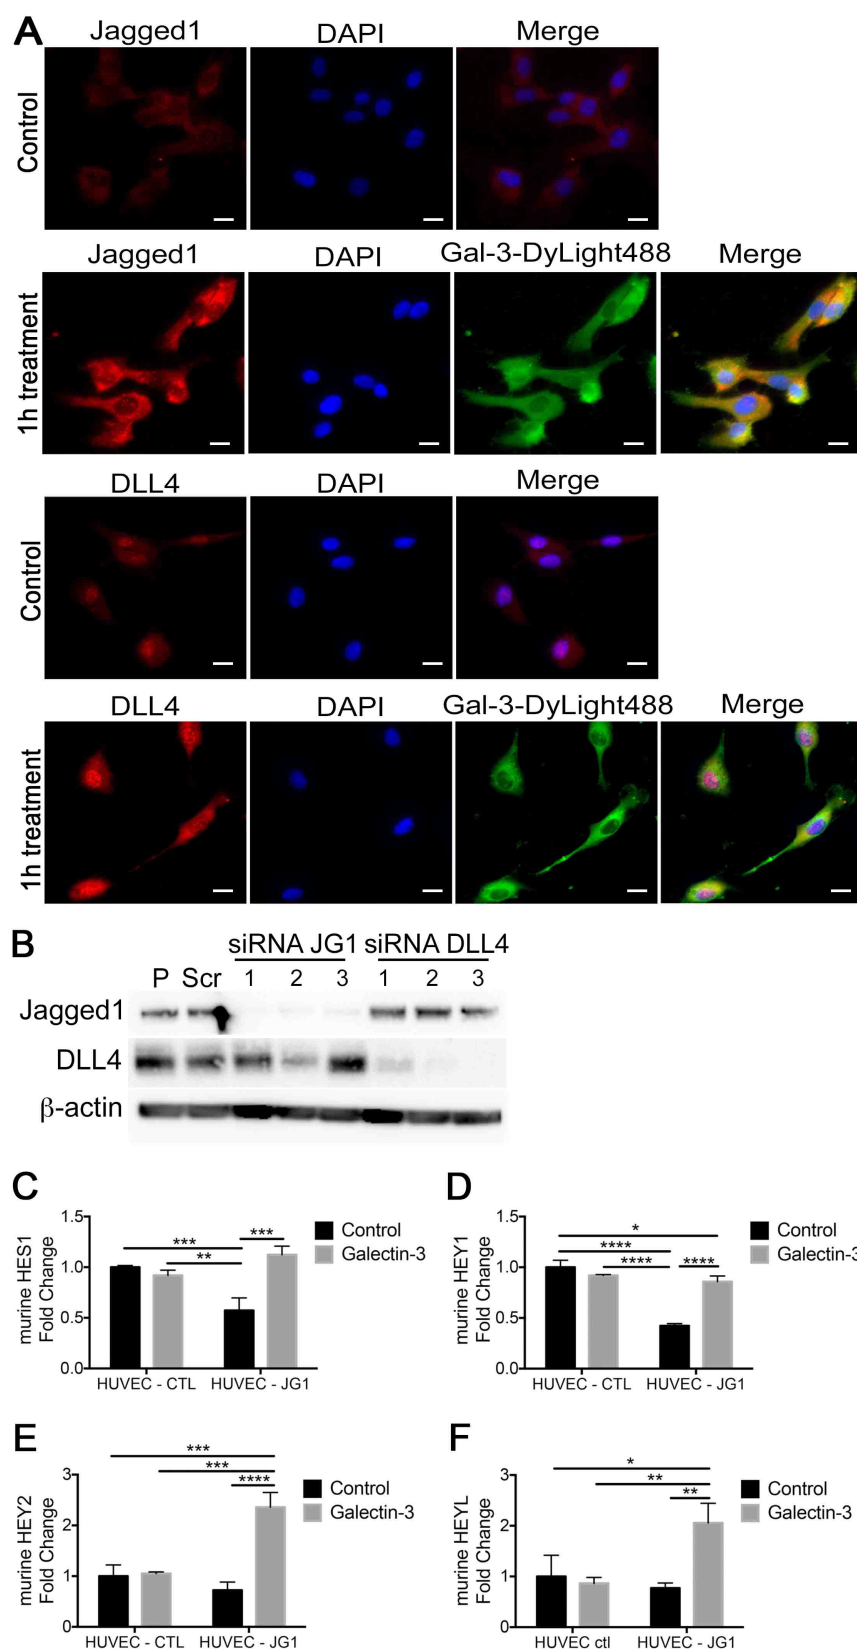 A
Jagged1 DAPI Merge
Control
Jagged1 DAPI Gal-3-DyLight488 Merge
1h treatment
DLL4 DAPI Merge
Control
DLL4 DAPI Gal-3-DyLight488 Merge
1h treatment
B
siRNA JG1 siRNA DLL4
P Scr 1 2 3 1 2 3
Jagged1
DLL4
β-actin
C
murine HES1
Fold Change
1.5
1.0
0.5
0.0
***
**
***
Control
Galectin-3
HUVEC - CTL HUVEC - JG1
D
murine HEY1
Fold Change
1.5
1.0
0.5
0.0
*
****
**** ****
Control
Galectin-3
HUVEC - CTL HUVEC - JG1
E
murine HEY2
Fold Change
3
2
1
0
***
***
****
Control
Galectin-3
HUVEC - CTL HUVEC - JG1
F
murine HEYL
Fold Change
3
2
1
0
*
**
**
Control
Galectin-3
HUVEC ctl HUVEC - JG1